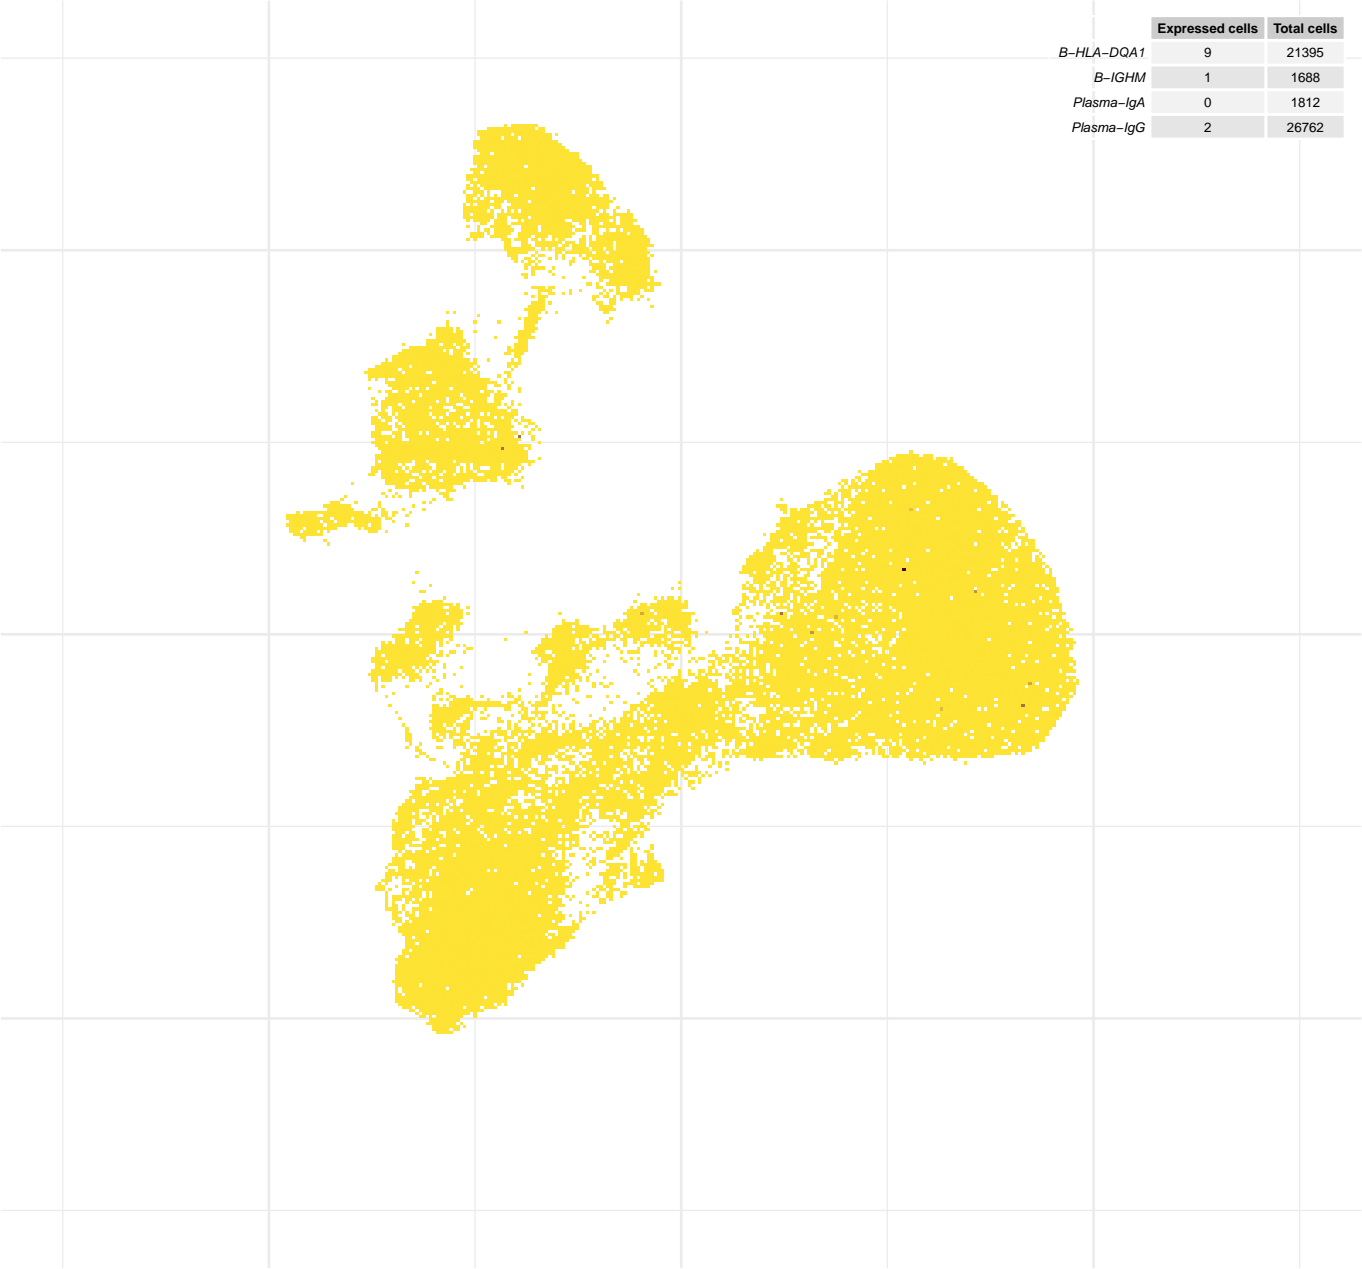 Expressed cells Total cells
B−HLA−DQA1 9 21395
B−IGHM 1 1688
Plasma−IgA 0 1812
Plasma−IgG 2 26762